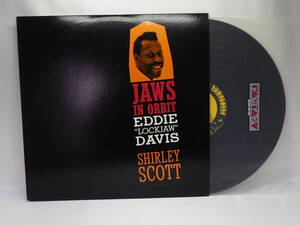 JAWS
IN ORBIT
EDDIE
"LOCKJAW"
DAVIS
SHIRLEY
SCOTT